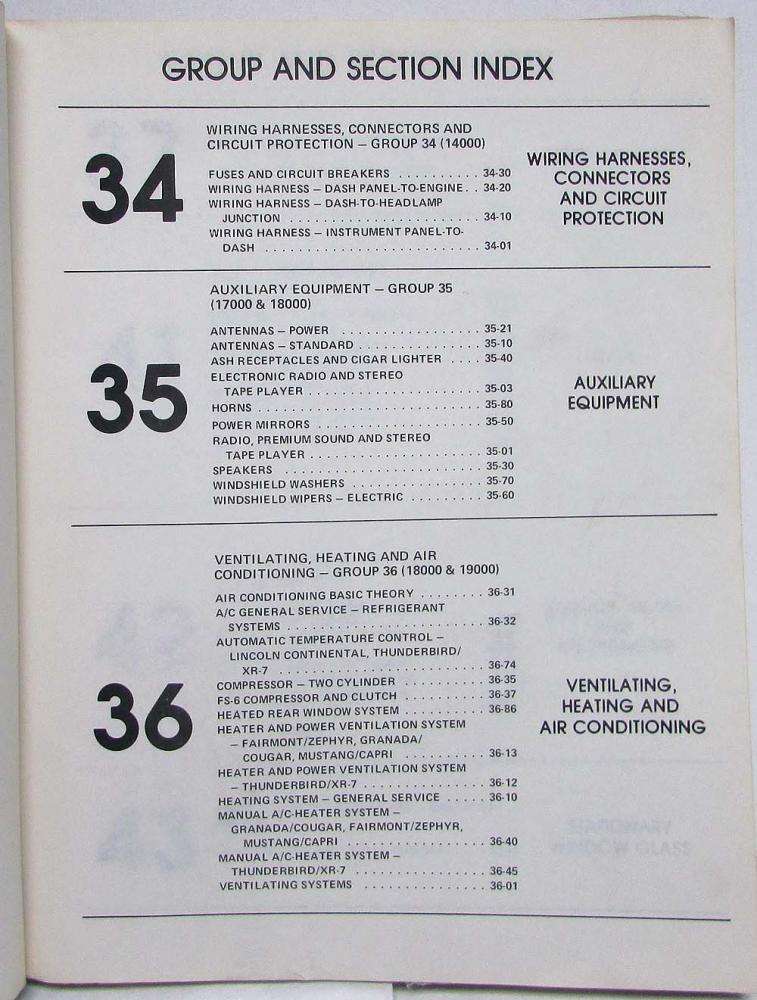 GROUP AND SECTION INDEX
34
WIRING HARNESSES, CONNECTORS AND
CIRCUIT PROTECTION — GROUP 34 (14000)
FUSES AND CIRCUIT BREAKERS . . . . . . . . . . 34-30
WIRING HARNESS — DASH PANEL-TO-ENGINE . . 34-20
WIRING HARNESS — DASH-TO-HEADLAMP
JUNCTION . . . . . . . . . . . . . . . . . . . . . . . 34-10
WIRING HARNESS — INSTRUMENT PANEL-TO-
DASH . . . . . . . . . . . . . . . . . . . . . . . . . . 34-01
WIRING HARNESSES,
CONNECTORS
AND CIRCUIT
PROTECTION
35
AUXILIARY EQUIPMENT — GROUP 35
(17000 & 18000)
ANTENNAS — POWER . . . . . . . . . . . . . . . . . 35-21
ANTENNAS — STANDARD . . . . . . . . . . . . . . . 35-10
ASH RECEPTACLES AND CIGAR LIGHTER . . . . 35-40
ELECTRONIC RADIO AND STEREO
TAPE PLAYER . . . . . . . . . . . . . . . . . . . . . 35-03
HORNS . . . . . . . . . . . . . . . . . . . . . . . . . . . 35-80
POWER MIRRORS . . . . . . . . . . . . . . . . . . . . 35-50
RADIO, PREMIUM SOUND AND STEREO
TAPE PLAYER . . . . . . . . . . . . . . . . . . . . . 35-01
SPEAKERS . . . . . . . . . . . . . . . . . . . . . . . . 35-30
WINDSHIELD WASHERS . . . . . . . . . . . . . . . . 35-70
WINDSHIELD WIPERS — ELECTRIC . . . . . . . . . 35-60
AUXILIARY
EQUIPMENT
36
VENTILATING, HEATING AND AIR
CONDITIONING — GROUP 36 (18000 & 19000)
AIR CONDITIONING BASIC THEORY . . . . . . . . 36-31
A/C GENERAL SERVICE — REFRIGERANT
SYSTEMS . . . . . . . . . . . . . . . . . . . . . . . . 36-32
AUTOMATIC TEMPERATURE CONTROL —
LINCOLN CONTINENTAL, THUNDERBIRD/
XR-7 . . . . . . . . . . . . . . . . . . . . . . . . . . 36-74
COMPRESSOR — TWO CYLINDER . . . . . . . . . . 36-35
FS-6 COMPRESSOR AND CLUTCH . . . . . . . . . . 36-37
HEATED REAR WINDOW SYSTEM . . . . . . . . . . 36-86
HEATER AND POWER VENTILATION SYSTEM
— FAIRMONT/ZEPHYR, GRANADA/
COUGAR, MUSTANG/CAPRI . . . . . . . . . . 36-13
HEATER AND POWER VENTILATION SYSTEM
— THUNDERBIRD/XR-7 . . . . . . . . . . . . . . . 36-12
HEATING SYSTEM — GENERAL SERVICE . . . . . 36-10
MANUAL A/C-HEATER SYSTEM —
GRANADA/COUGAR, FAIRMONT/ZEPHYR,
MUSTANG/CAPRI . . . . . . . . . . . . . . . . . 36-40
MANUAL A/C-HEATER SYSTEM —
THUNDERBIRD/XR-7 . . . . . . . . . . . . . . . . . 36-45
VENTILATING SYSTEMS . . . . . . . . . . . . . . . 36-01
VENTILATING,
HEATING AND
AIR CONDITIONING